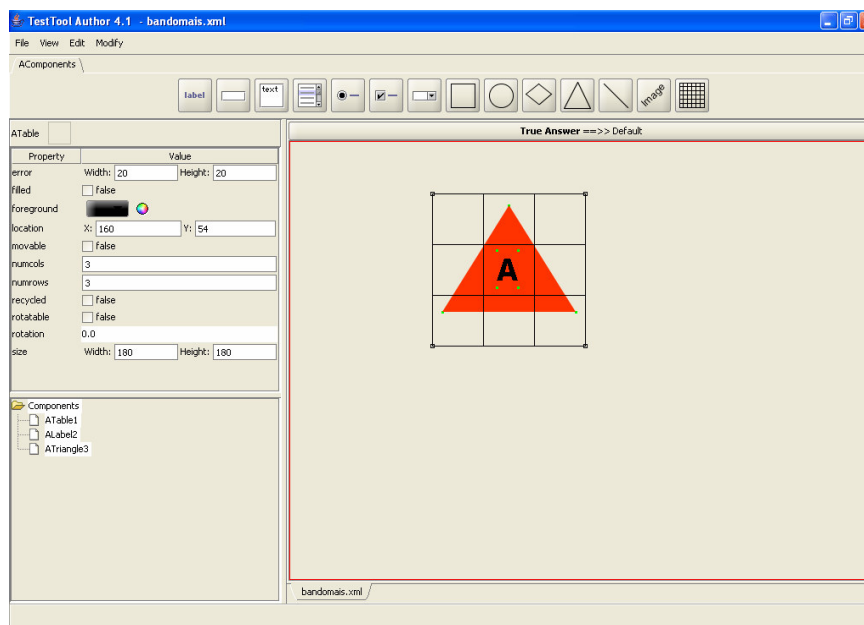 TestTool Author 4.1 - bandomais.xml
File View Edit Modify
AComponents
label text Image
ATable
True Answer ==>> Default
Property Value
error Width: 20 Height: 20
filled false
foreground
location X: 160 Y: 54
movable false
numcols 3
numrows 3
recycled false
rotatable false
rotation 0.0
size Width: 180 Height: 180
A
Components
ATable1
ALabel2
ATriangle3
bandomais.xml